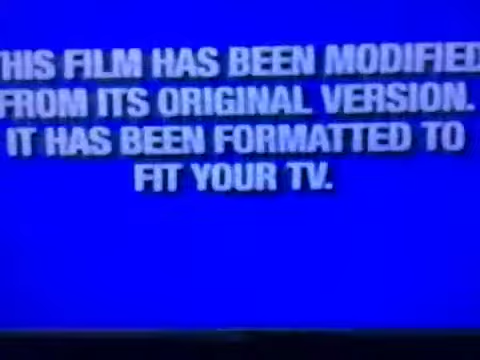 THIS FILM HAS BEEN MODIFIED
FROM ITS ORIGINAL VERSION.
IT HAS BEEN FORMATTED TO
FIT YOUR TV.